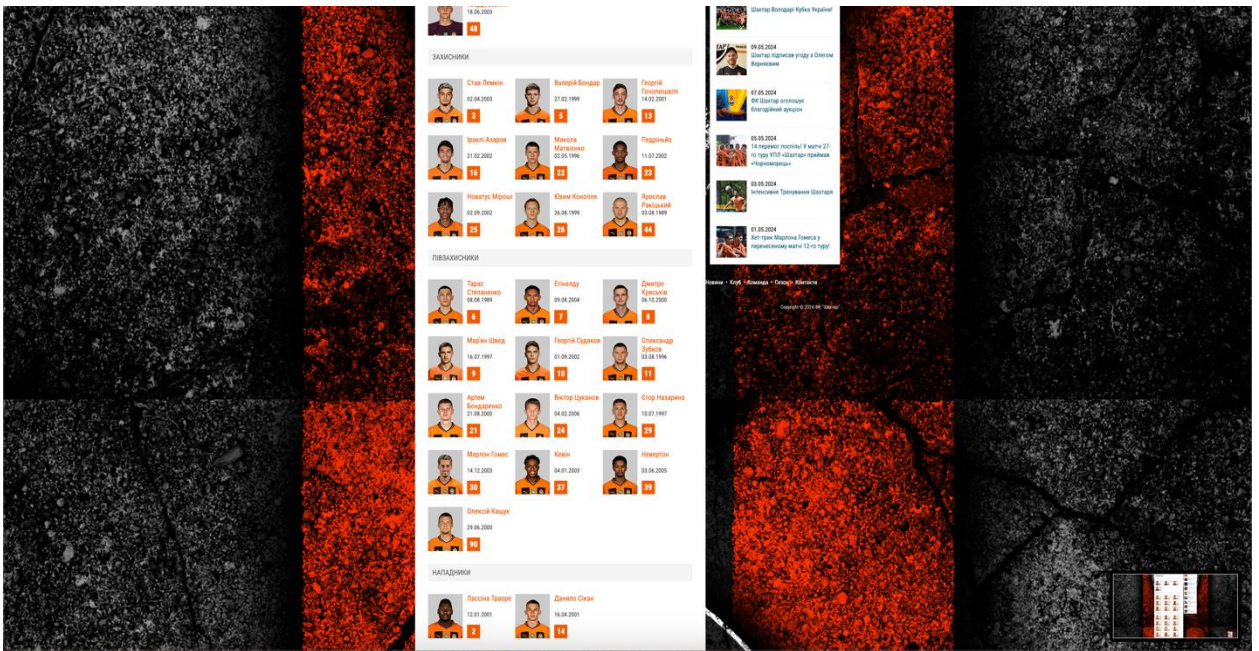 18.06.2003
48
ЗАХИСНИКИ
Став Лемкін
02.04.2003
3
Валерій Бондар
27.02.1999
5
Георгій
Гочолеішвілі
14.02.2001
13
Іраклі Азаров
21.02.2002
16
Микола
Матвієнко
02.05.1996
22
Педріньйо
11.07.2002
23
Новатус Міроші
02.09.2002
25
Юхим Конопля
26.08.1999
26
Ярослав
Ракіцький
03.08.1989
44
ПІВЗАХИСНИКИ
Тарас
Степаненко
08.08.1989
6
Егіналду
09.08.2004
7
Дмитро
Криськів
06.10.2000
8
Мар'ян Швед
16.07.1997
9
Георгій Судаков
01.09.2002
10
Олександр
Зубков
03.08.1996
11
Артем
Бондаренко
21.08.2000
21
Віктор Цуканов
04.02.2006
24
Єгор Назарина
10.07.1997
29
Марлон Гомес
14.12.2003
30
Кевін
04.01.2003
37
Невертон
03.06.2005
39
Олексій Кащук
29.06.2000
90
НАПАДНИКИ
Лассіна Траоре
12.01.2001
2
Данило Сікан
16.04.2001
14
Шахтар Володарі Кубка України!
09.05.2024
Шахтар підписав угоду з Олегом
Верняєвим
07.05.2024
ФК Шахтар оголошує
благодійний аукціон
05.05.2024
14 перемог поспіль! У матчі 27-
го туру УПЛ «Шахтар» приймав
«Чорноморець»
03.05.2024
Інтенсивне Тренування Шахтаря
01.05.2024
Хет-трик Марлона Гомеса у
перенесеному матчі 12-го туру!
Новини • Клуб • Команда • Сезон • Контакти
Copyright © 2024 ФК "Шахтар"